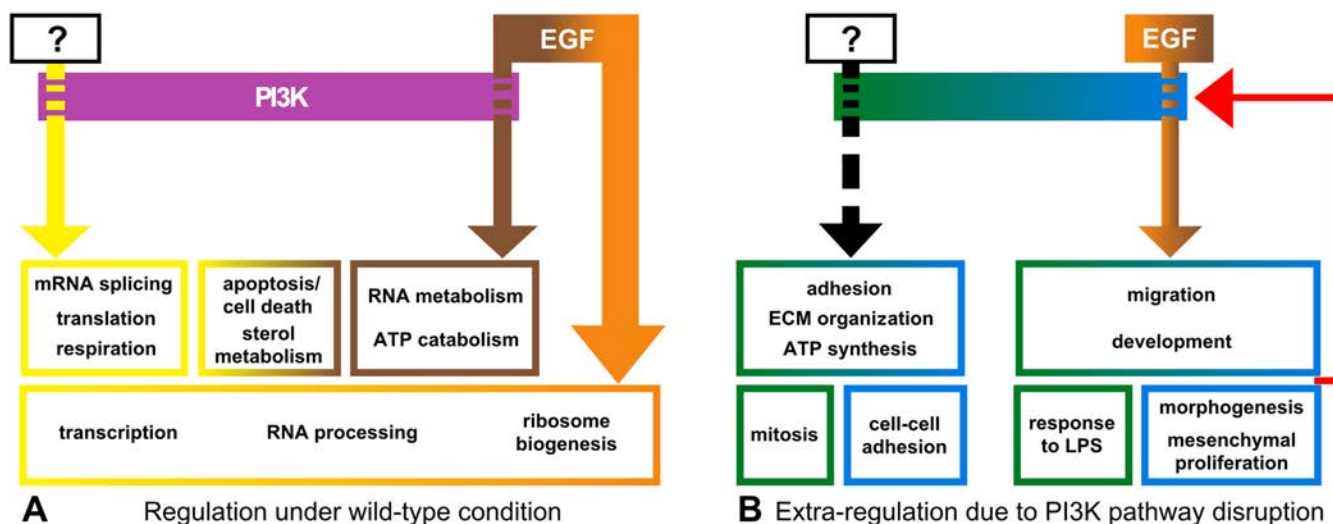 ?
EGF
PI3K
mRNA splicing
translation
respiration
apoptosis/
cell death
sterol
metabolism
RNA metabolism
ATP catabolism
transcription
RNA processing
ribosome
biogenesis
A Regulation under wild-type condition
?
EGF
adhesion
ECM organization
ATP synthesis
migration
development
mitosis
cell-cell
adhesion
response
to LPS
morphogenesis
mesenchymal
proliferation
B Extra-regulation due to PI3K pathway disruption